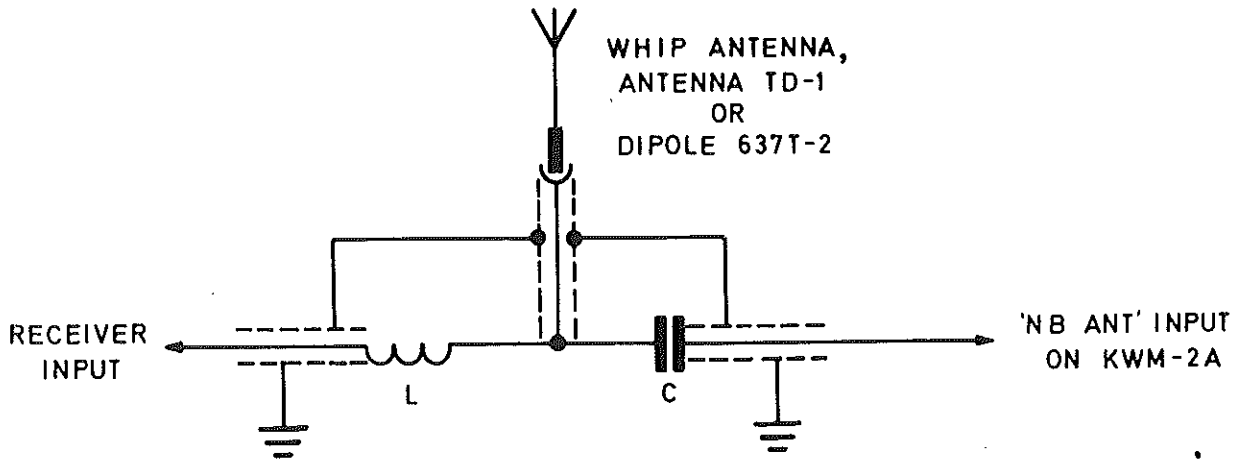 WHIP ANTENNA,
ANTENNA TD-1
OR
DIPOLE 637T-2
RECEIVER
INPUT
L
C
'NB ANT' INPUT
ON KWM-2A